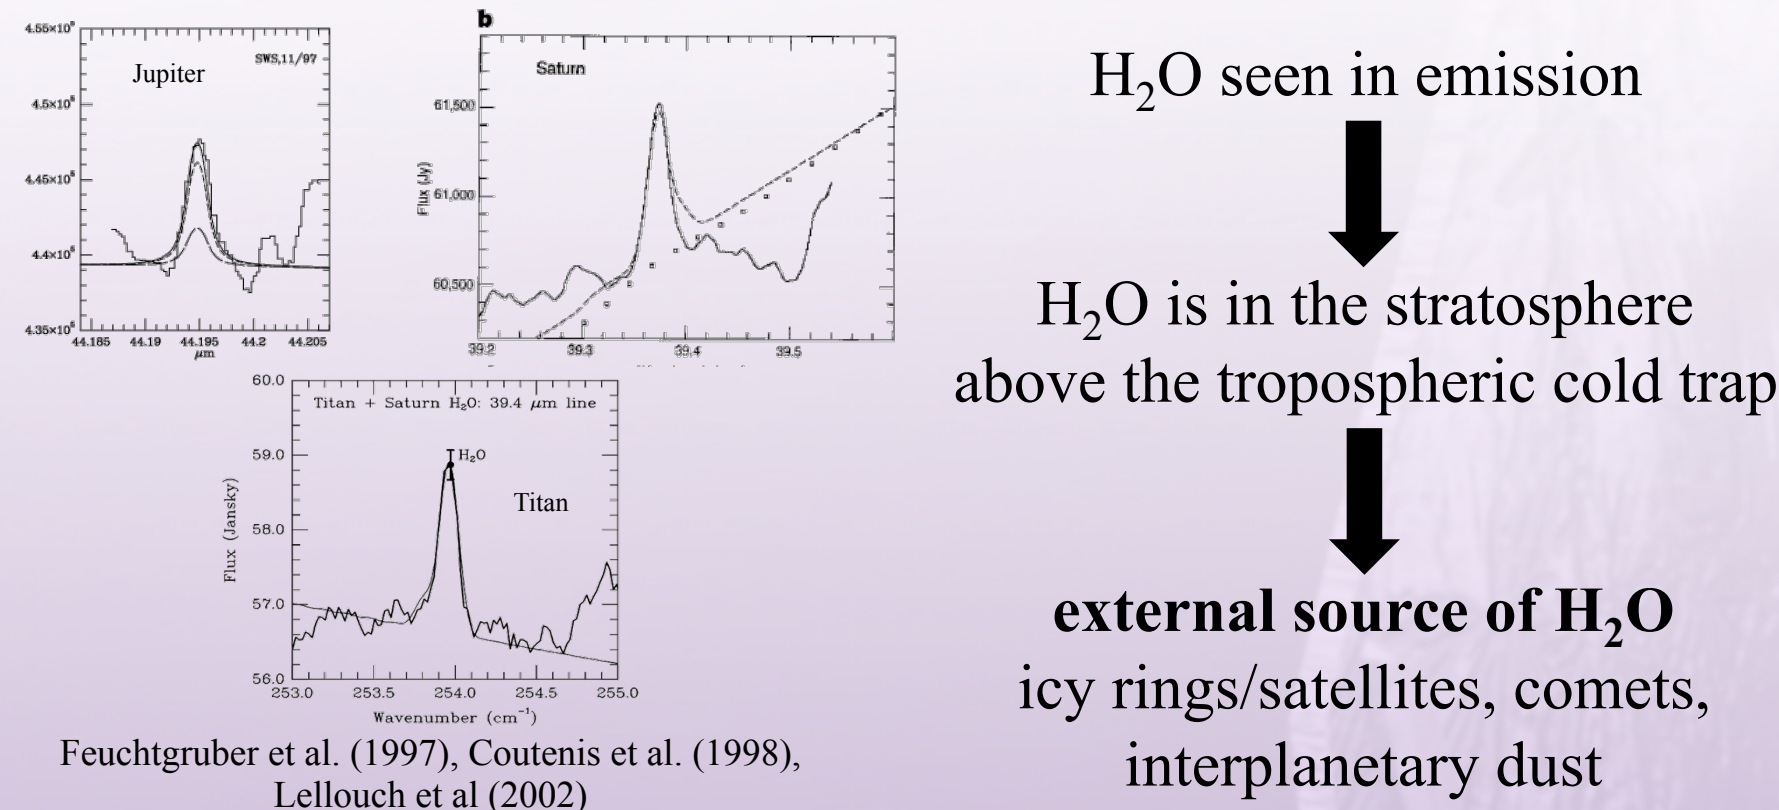 4.55×10⁵
4.5×10⁵
4.45×10⁵
4.4×10⁵
4.35×10⁵
Jupiter
SWS,11/97
44.185 44.19 44.195 44.2 44.205
μm
b
Saturn
61,500
61,000
60,500
Flux (Jy)
39.2 39.3 39.4 39.5
60.0
59.0
58.0
57.0
56.0
Titan + Saturn H₂O: 39.4 μm line
H₂O
Titan
Flux (Jansky)
253.0 253.5 254.0 254.5 255.0
Wavenumber (cm⁻¹)
Feuchtgruber et al. (1997), Coutenis et al. (1998),
Lellouch et al (2002)
H₂O seen in emission
H₂O is in the stratosphere
above the tropospheric cold trap
external source of H₂O
icy rings/satellites, comets,
interplanetary dust